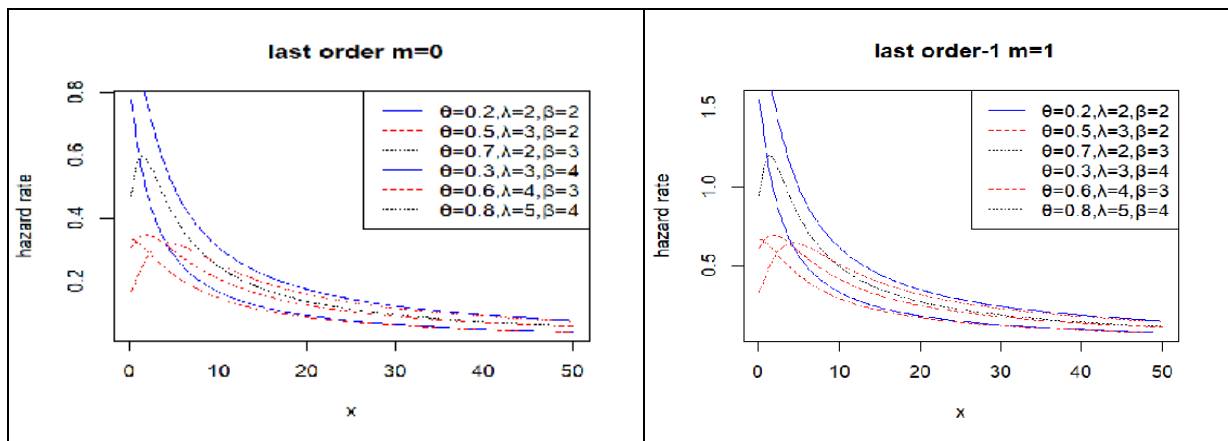 last order m=0
hazard rate
0.8
0.6
0.4
0.2
θ=0.2,λ=2,β=2
θ=0.5,λ=3,β=2
θ=0.7,λ=2,β=3
θ=0.3,λ=3,β=4
θ=0.6,λ=4,β=3
θ=0.8,λ=5,β=4
0 10 20 30 40 50
x
last order-1 m=1
hazard rate
1.5
1.0
0.5
θ=0.2,λ=2,β=2
θ=0.5,λ=3,β=2
θ=0.7,λ=2,β=3
θ=0.3,λ=3,β=4
θ=0.6,λ=4,β=3
θ=0.8,λ=5,β=4
0 10 20 30 40 50
x